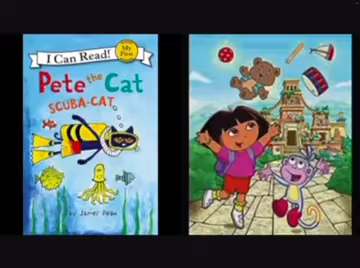 I Can Read!
My
First
Pete the Cat
SCUBA-CAT
by James Dean